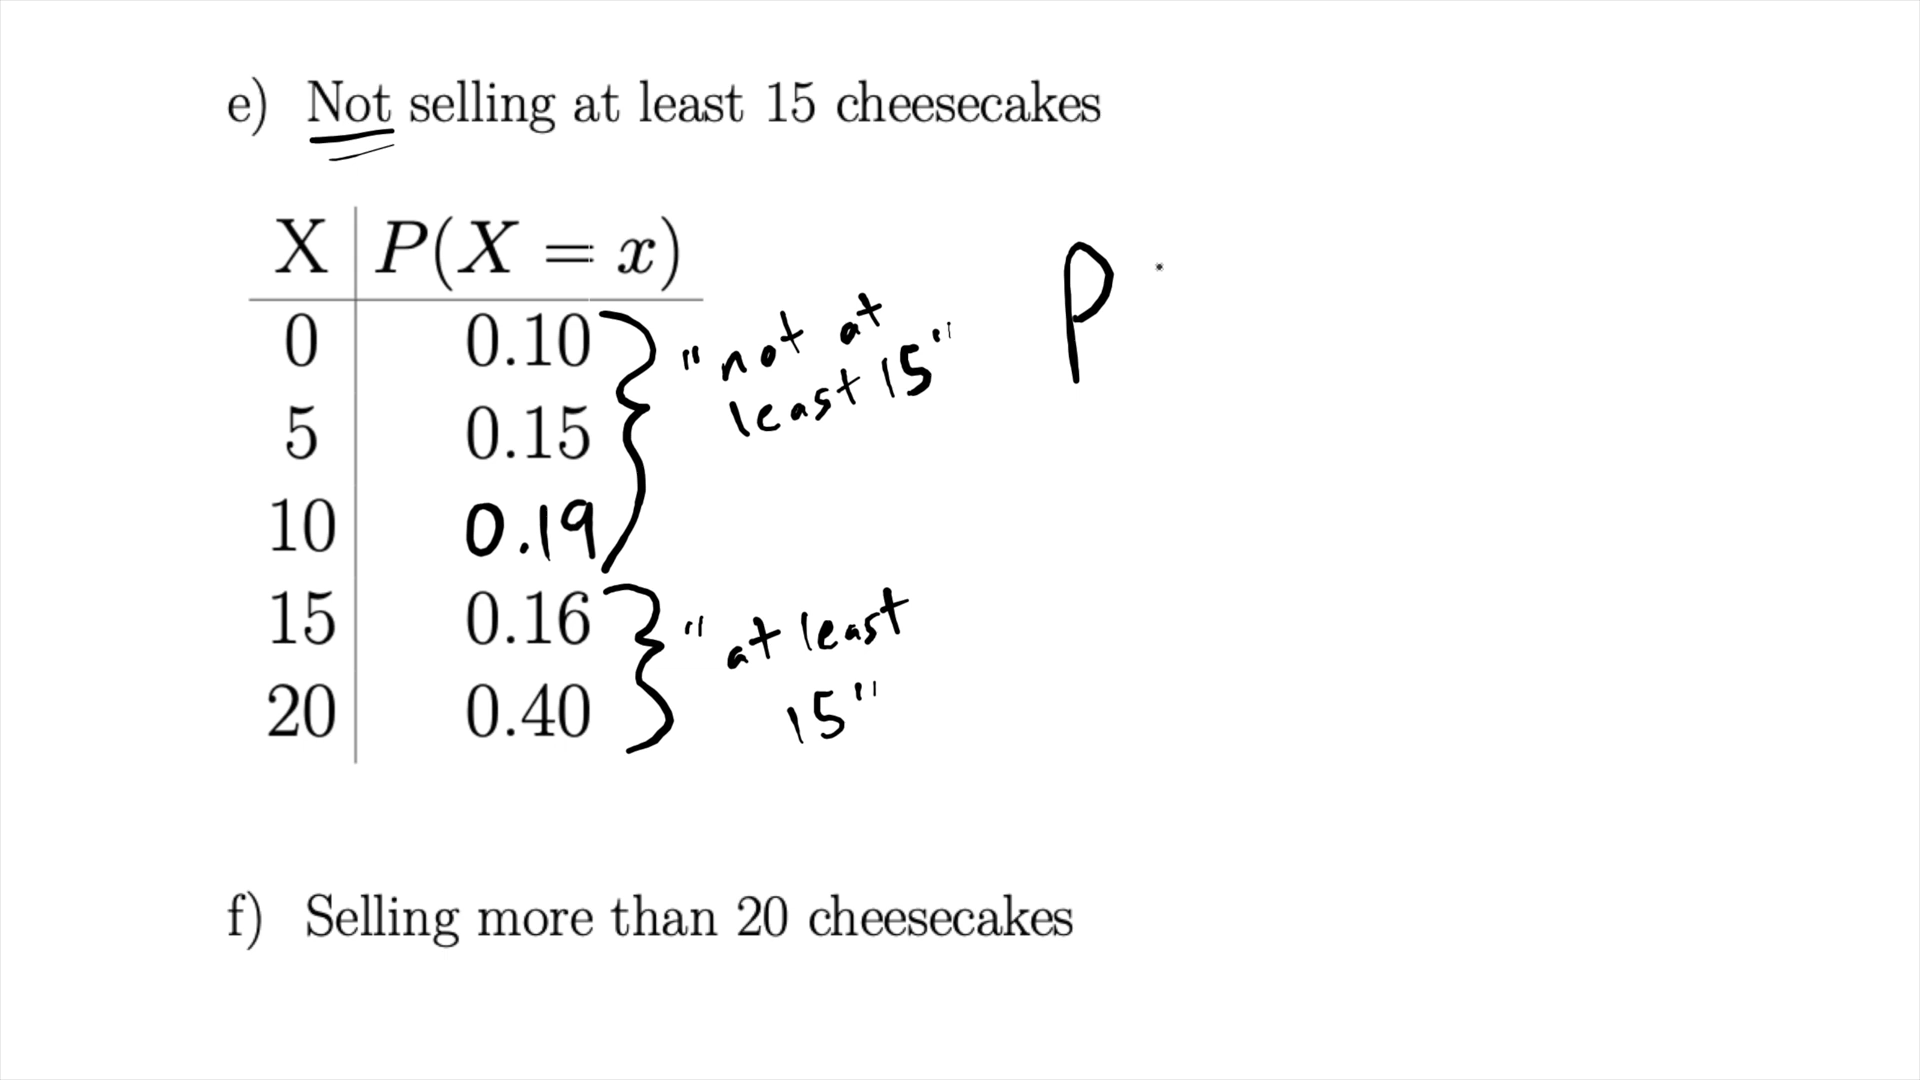 e) Not selling at least 15 cheesecakes
X P(X = x)
0 0.10
5 0.15
10 0.19
15 0.16
20 0.40
"not at
least 15"
"at least
15"
P
f) Selling more than 20 cheesecakes